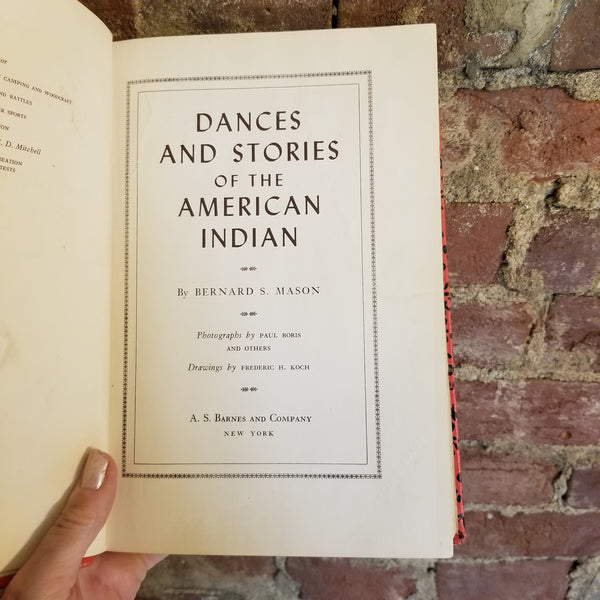 OF
CAMPING AND WOODCRAFT
AND RATTLES
SPORTS
D. Mitchell
DANCES
AND STORIES
OF THE
AMERICAN
INDIAN
By BERNARD S. MASON
Photographs by PAUL BORIS
AND OTHERS
Drawings by FREDERIC H. KOCH
A. S. BARNES AND COMPANY
NEW YORK